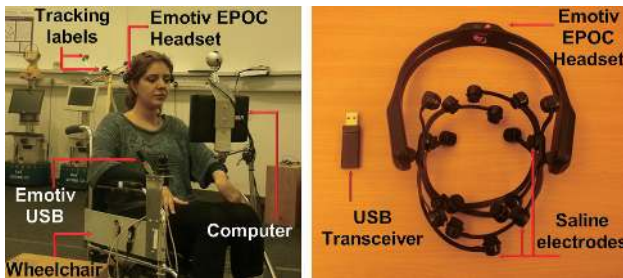 Tracking
labels
Emotiv EPOC
Headset
Emotiv
USB
Computer
Wheelchair
Emotiv
EPOC
Headset
USB
Transceiver
Saline
electrodes